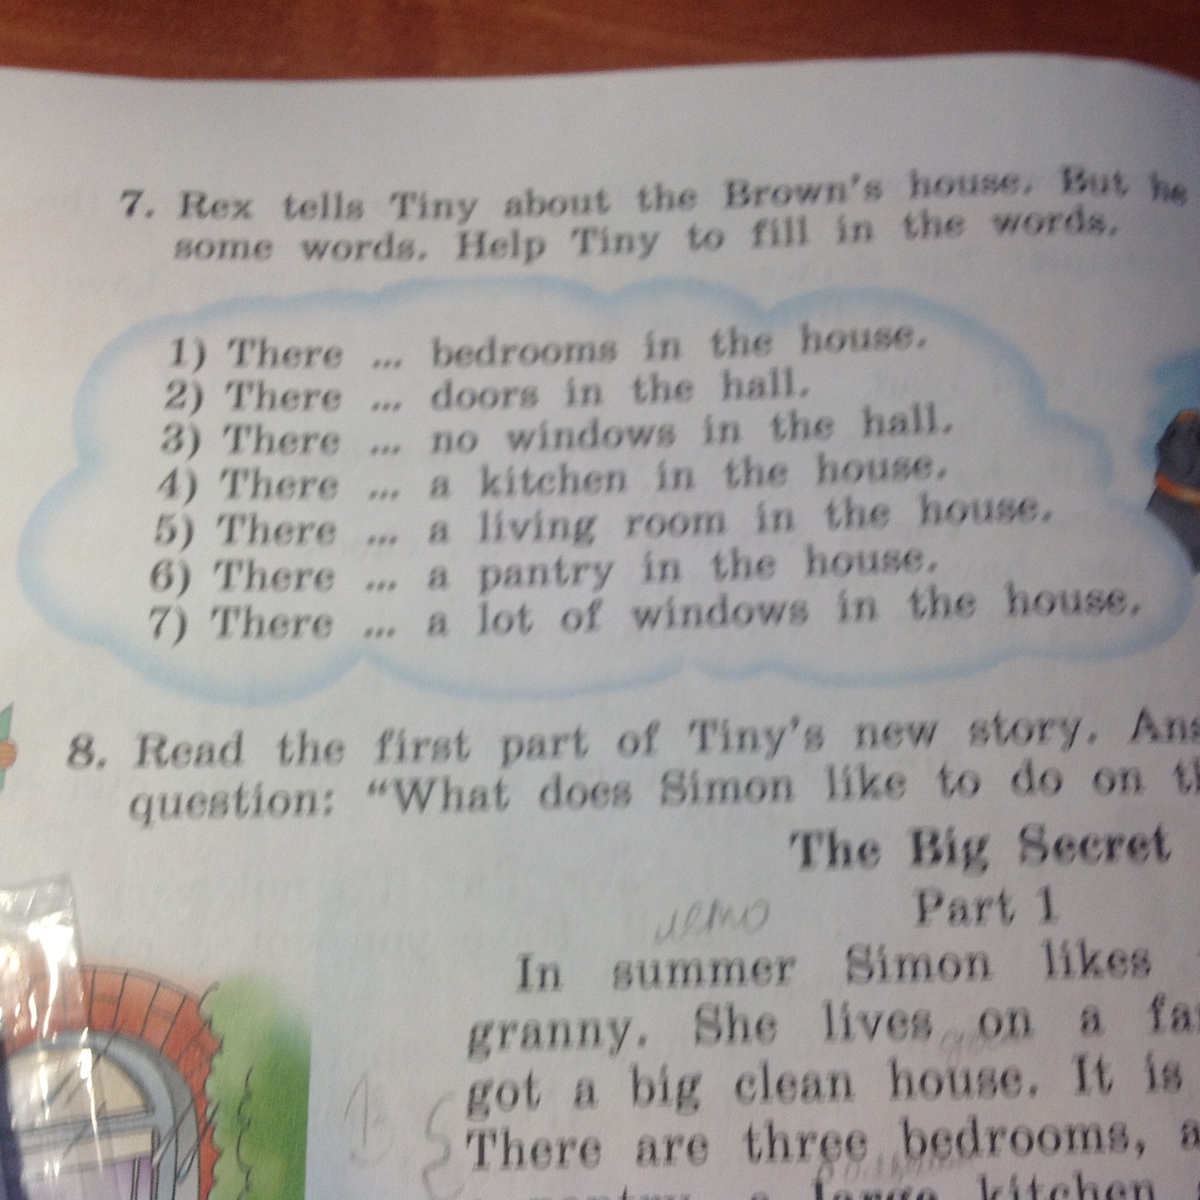 7. Rex tells Tiny about the Brown's house. But he
some words. Help Tiny to fill in the words.
1) There ... bedrooms in the house.
2) There ... doors in the hall.
3) There ... no windows in the hall.
4) There ... a kitchen in the house.
5) There ... a living room in the house.
6) There ... a pantry in the house.
7) There ... a lot of windows in the house.
8. Read the first part of Tiny's new story.
question: “What does Simon like to do on
The Big Secret
Part 1
лето
In summer Simon likes
granny. She lives on a
got a big clean house. It is
There are three bedrooms,
pantry, a large kitchen